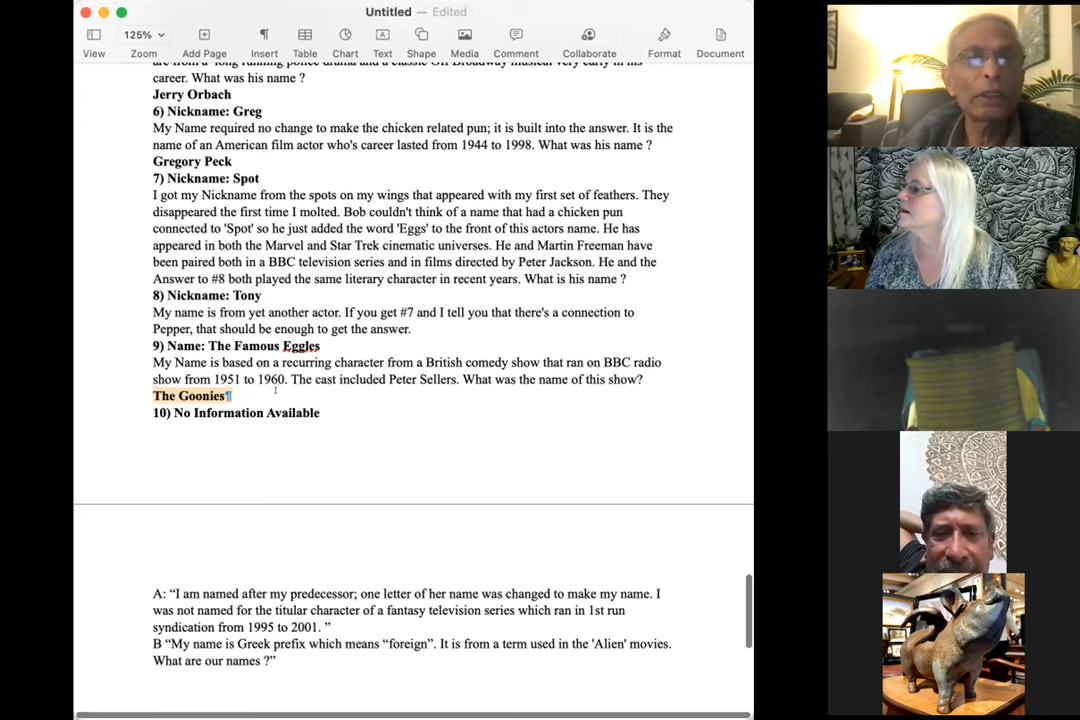 Untitled — Edited
125%
View Zoom Add Page Insert Table Chart Text Shape Media Comment Collaborate Format Document
are from a long running police drama and a classic Off Broadway musical very early in his
career. What was his name ?
Jerry Orbach
6) Nickname: Greg
My Name required no change to make the chicken related pun; it is built into the answer. It is the
name of an American film actor who's career lasted from 1944 to 1998. What was his name ?
Gregory Peck
7) Nickname: Spot
I got my Nickname from the spots on my wings that appeared with my first set of feathers. They
disappeared the first time I molted. Bob couldn't think of a name that had a chicken pun
connected to 'Spot' so he just added the word 'Eggs' to the front of this actors name. He has
appeared in both the Marvel and Star Trek cinematic universes. He and Martin Freeman have
been paired both in a BBC television series and in films directed by Peter Jackson. He and the
Answer to #8 both played the same literary character in recent years. What is his name ?
8) Nickname: Tony
My name is from yet another actor. If you get #7 and I tell you that there's a connection to
Pepper, that should be enough to get the answer.
9) Name: The Famous Eggles
My Name is based on a recurring character from a British comedy show that ran on BBC radio
show from 1951 to 1960. The cast included Peter Sellers. What was the name of this show?
The Goonies¶
10) No Information Available
A: “I am named after my predecessor; one letter of her name was changed to make my name. I
was not named for the titular character of a fantasy television series which ran in 1st run
syndication from 1995 to 2001. ”
B “My name is Greek prefix which means “foreign”. It is from a term used in the 'Alien' movies.
What are our names ?”